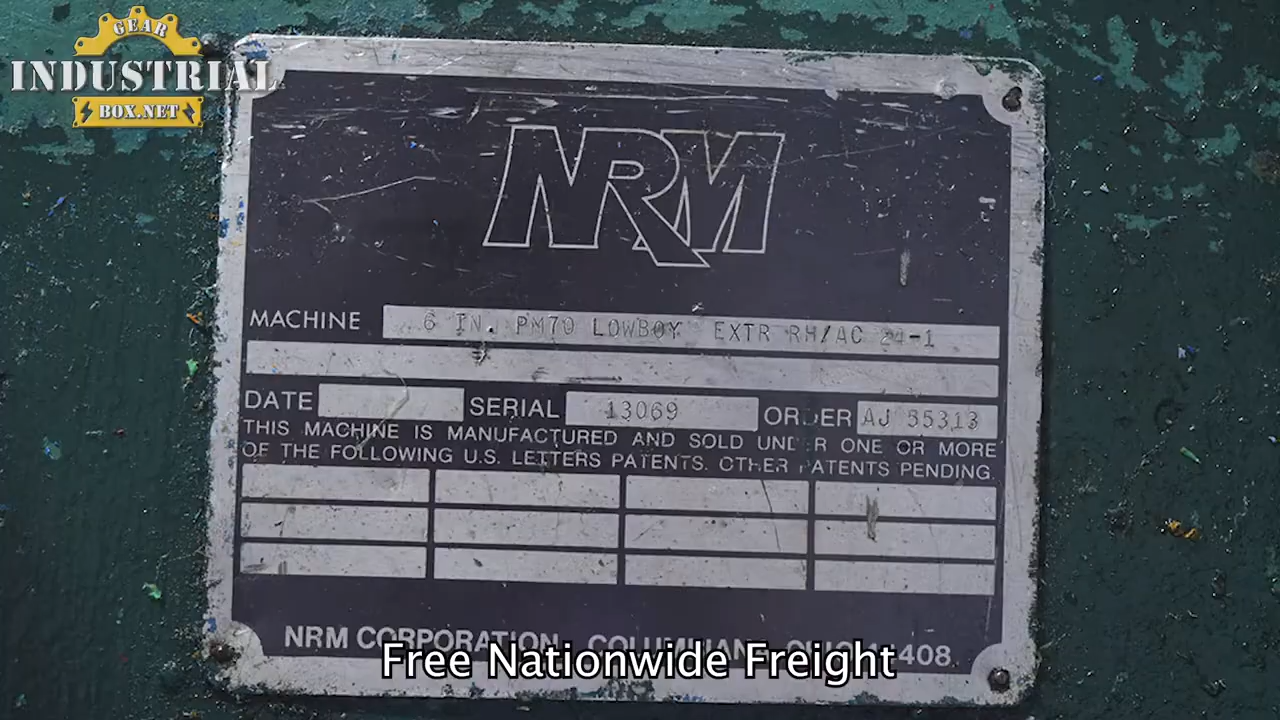 GEAR
INDUSTRIAL
BOX.NET
NRM
MACHINE 6 IN. PM70 LOWBOY EXTR RH/AC 24-1
DATE SERIAL 13069 ORDER AJ 55313
THIS MACHINE IS MANUFACTURED AND SOLD UNDER ONE OR MORE
OF THE FOLLOWING U.S. LETTERS PATENTS. OTHER PATENTS PENDING.
NRM CORPORATION
Free Nationwide Freight